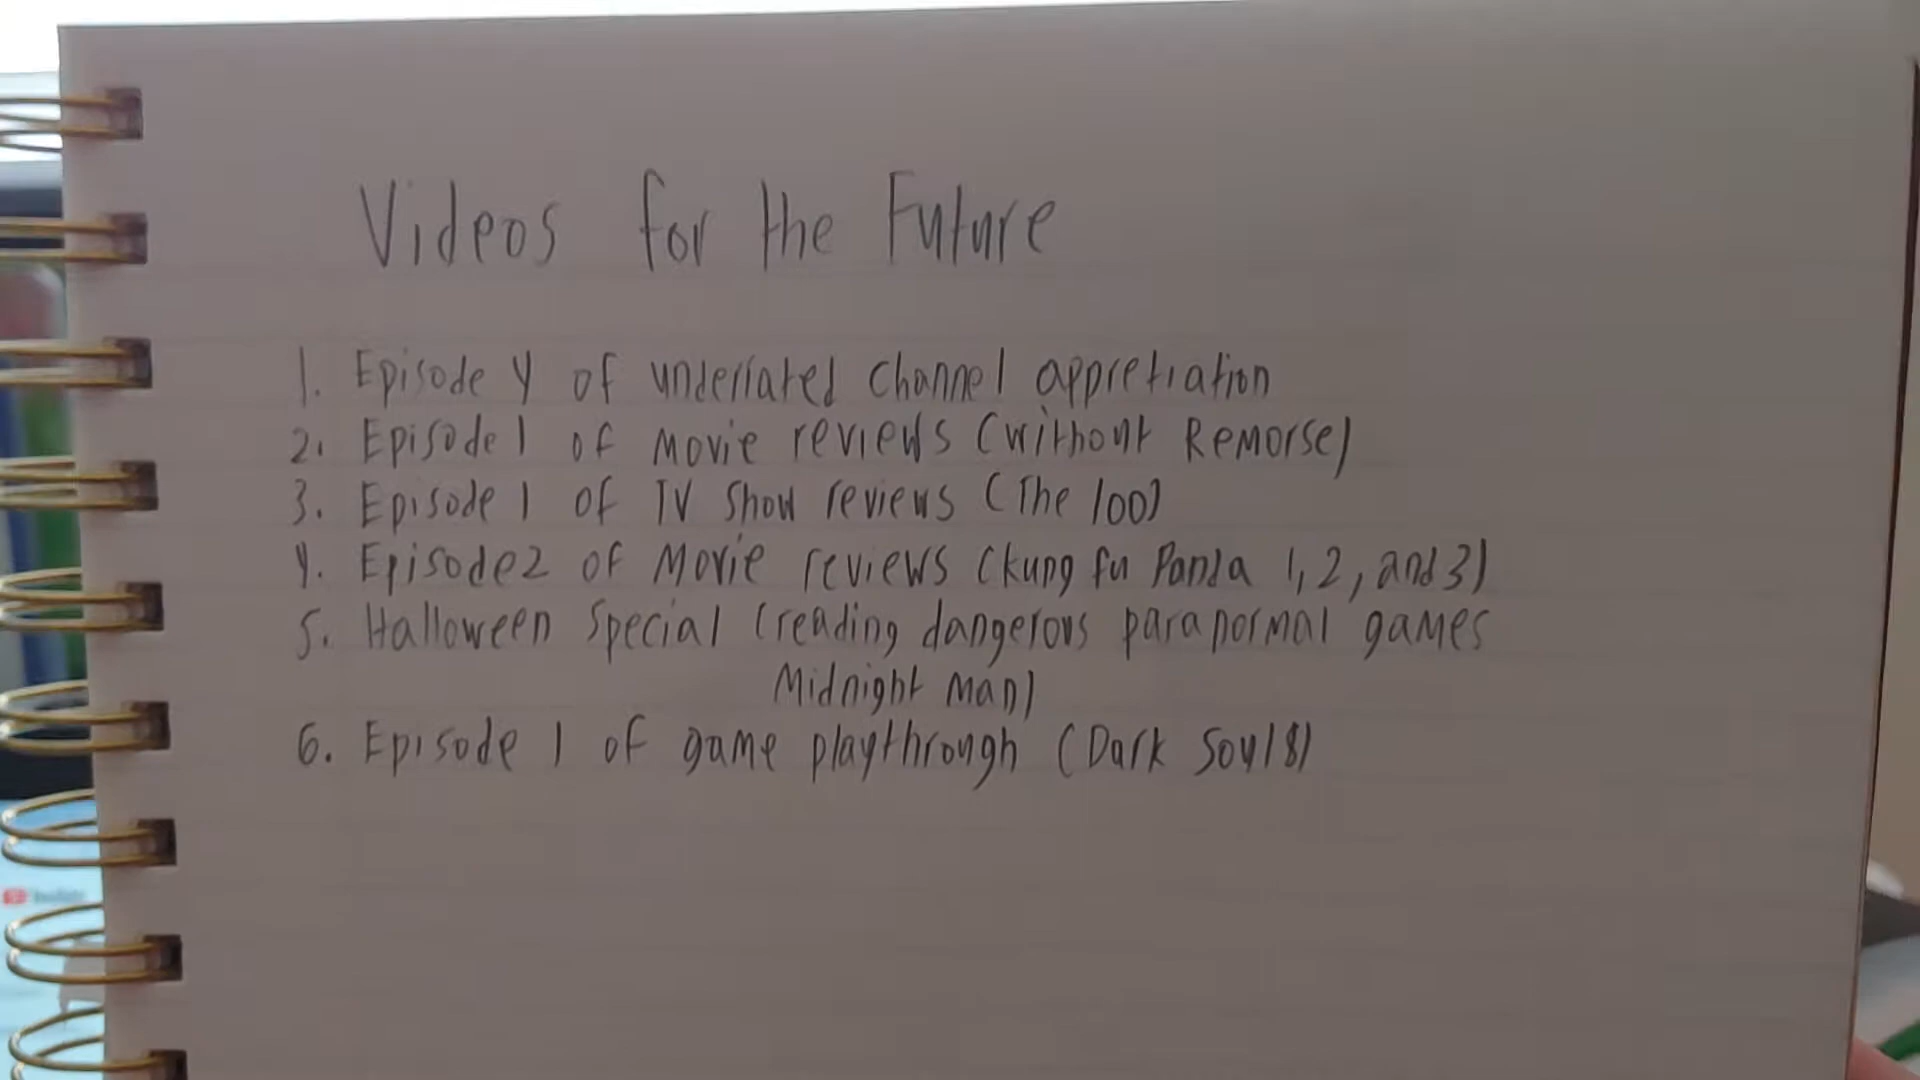 Videos for the Future
1. Episode 4 of underrated channel appretiation
2. Episode 1 of Movie reviews (without Remorse)
3. Episode 1 of TV Show reviews (The 100)
4. Episode 2 of Movie reviews (kung fu Panda 1, 2, and 3)
5. Halloween Special (reading dangerous paranormal games
Midnight Man)
6. Episode 1 of game playthrough (Dark Souls)